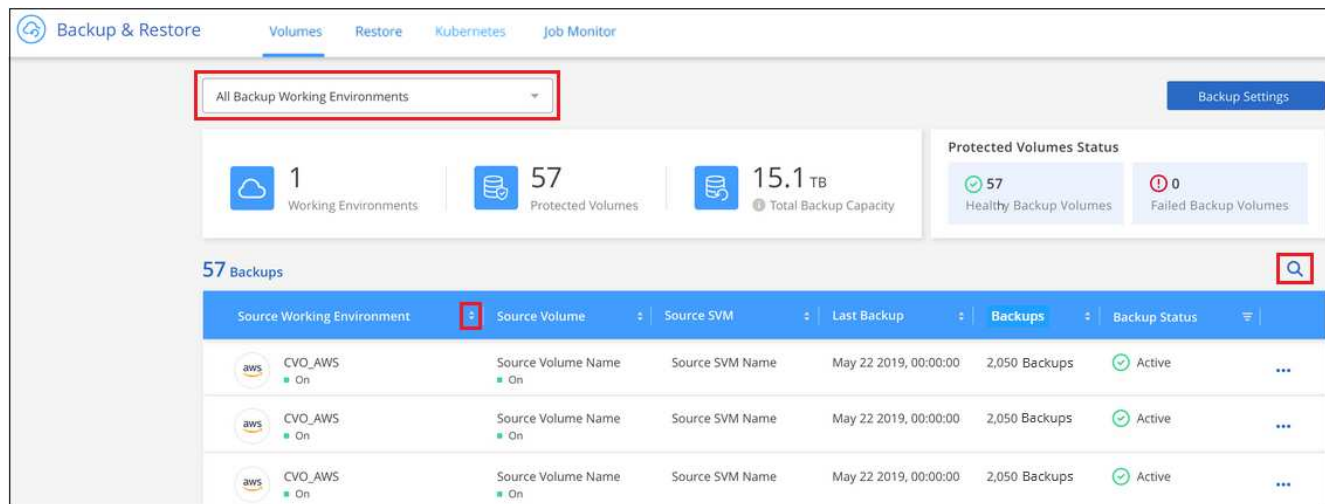 Backup & Restore Volumes Restore Kubernetes Job Monitor
All Backup Working Environments Backup Settings
Protected Volumes Status
1 57 15.1 TB 57 0
Working Environments Protected Volumes Total Backup Capacity Healthy Backup Volumes Failed Backup Volumes
57 Backups
Source Working Environment Source Volume Source SVM Last Backup Backups Backup Status
aws CVO_AWS Source Volume Name Source SVM Name May 22 2019, 00:00:00 2,050 Backups Active
On On
aws CVO_AWS Source Volume Name Source SVM Name May 22 2019, 00:00:00 2,050 Backups Active
On On
aws CVO_AWS Source Volume Name Source SVM Name May 22 2019, 00:00:00 2,050 Backups Active
On On